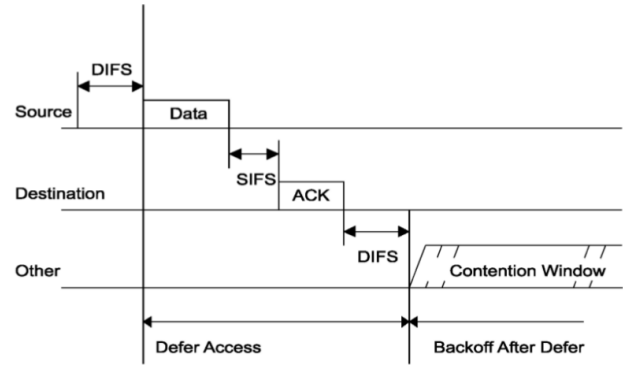 DIFS
Source
Data
SIFS
Destination
ACK
DIFS
Other
Contention Window
Defer Access
Backoff After Defer